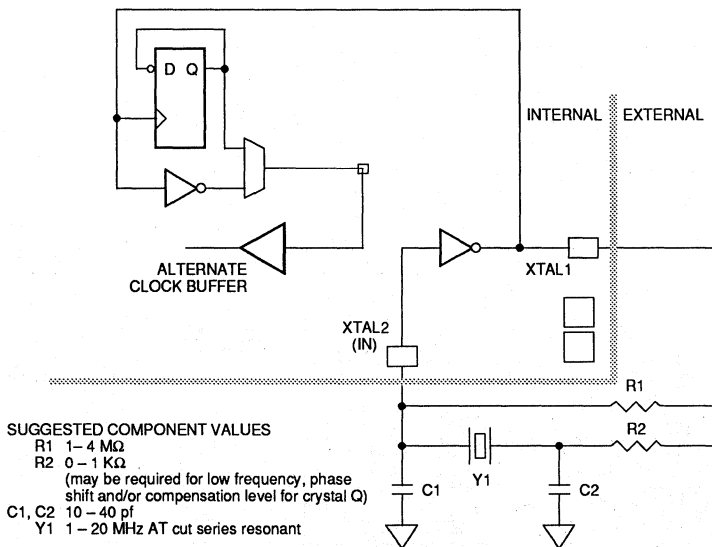 D Q
INTERNAL
EXTERNAL
ALTERNATE
CLOCK BUFFER
XTAL1
XTAL2
(IN)
R1
R2
C1
Y1
C2
SUGGESTED COMPONENT VALUES
R1 1–4 MΩ
R2 0–1 KΩ
(may be required for low frequency, phase
shift and/or compensation level for crystal Q)
C1, C2 10–40 pf
Y1 1–20 MHz AT cut series resonant